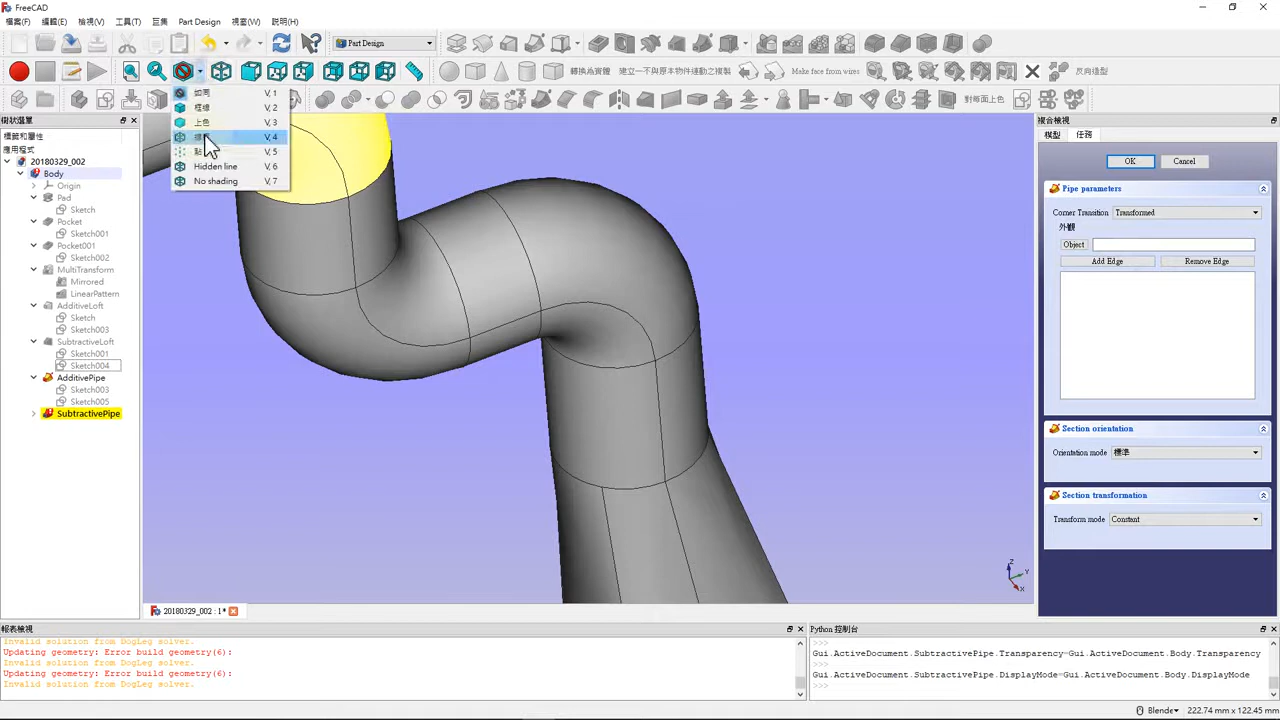 FreeCAD
檔案(F) 編輯(E) 檢視(V) 工具(T) 巨集 Part Design 視窗(W) 説明(H)
Part Design
轉換為實體 建立一不與原本物件連動之複製 Make face from wires 反向造型
對每面上色
如同 V, 1
框線 V, 2
上色 V, 3
V, 4
V, 5
Hidden line V, 6
No shading V, 7
樹狀選單
標籤和屬性
應用程式
20180329_002
Body
Origin
Pad
Sketch
Pocket
Sketch001
Pocket001
Sketch002
MultiTransform
Mirrored
LinearPattern
AdditiveLoft
Sketch
Sketch003
SubtractiveLoft
Sketch001
Sketch004
AdditivePipe
Sketch003
Sketch005
SubtractivePipe
Z
Y
X
20180329_002 : 1*
複合檢視
模型 任務
OK Cancel
Pipe parameters
Corner Transition Transformed
外觀
Object
Add Edge Remove Edge
Section orientation
Orientation mode 標準
Section transformation
Transform mode Constant
報表檢視
Invalid solution from DogLeg solver.
Updating geometry: Error build geometry(6):
Invalid solution from DogLeg solver.
Updating geometry: Error build geometry(6):
Invalid solution from DogLeg solver.
Python 控制台
>>>
Gui.ActiveDocument.SubtractivePipe.Transparency=Gui.ActiveDocument.Body.Transparency
>>>
Gui.ActiveDocument.SubtractivePipe.DisplayMode=Gui.ActiveDocument.Body.DisplayMode
>>>
Blende 222.74 mm x 122.45 mm